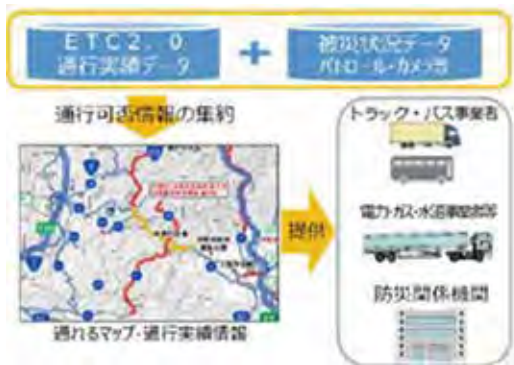 ETC2.0
通行実績データ
＋
被災状況データ
パトロール・カメラ等
通行可否情報の集約
トラック・バス事業者
提供
電力・ガス・水道事業者等
防災関係機関
通れるマップ・通行実績情報